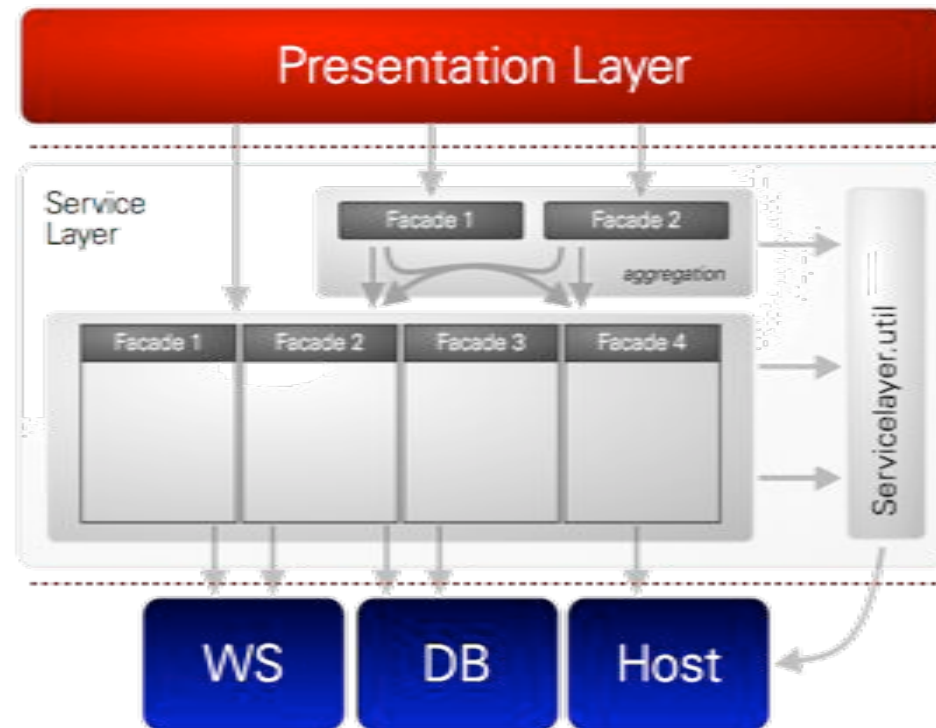 Presentation Layer
Service
Layer
Facade 1
Facade 2
aggregation
Facade 1
Facade 2
Facade 3
Facade 4
Servicelayer.util
WS
DB
Host